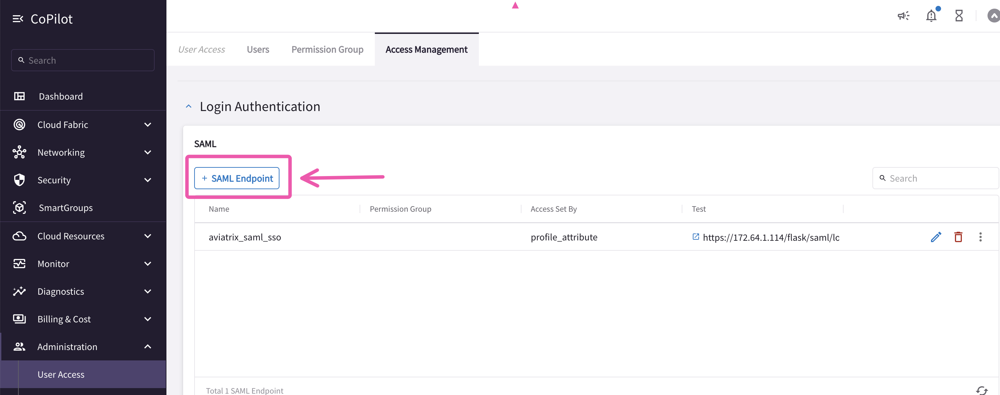 CoPilot
Search
Dashboard
Cloud Fabric
Networking
Security
SmartGroups
Cloud Resources
Monitor
Diagnostics
Billing & Cost
Administration
User Access
User Access Users Permission Group Access Management
Login Authentication
SAML
+ SAML Endpoint
Search
Name Permission Group Access Set By Test
aviatrix_saml_sso profile_attribute https://172.64.1.114/flask/saml/lo
Total 1 SAML Endpoint